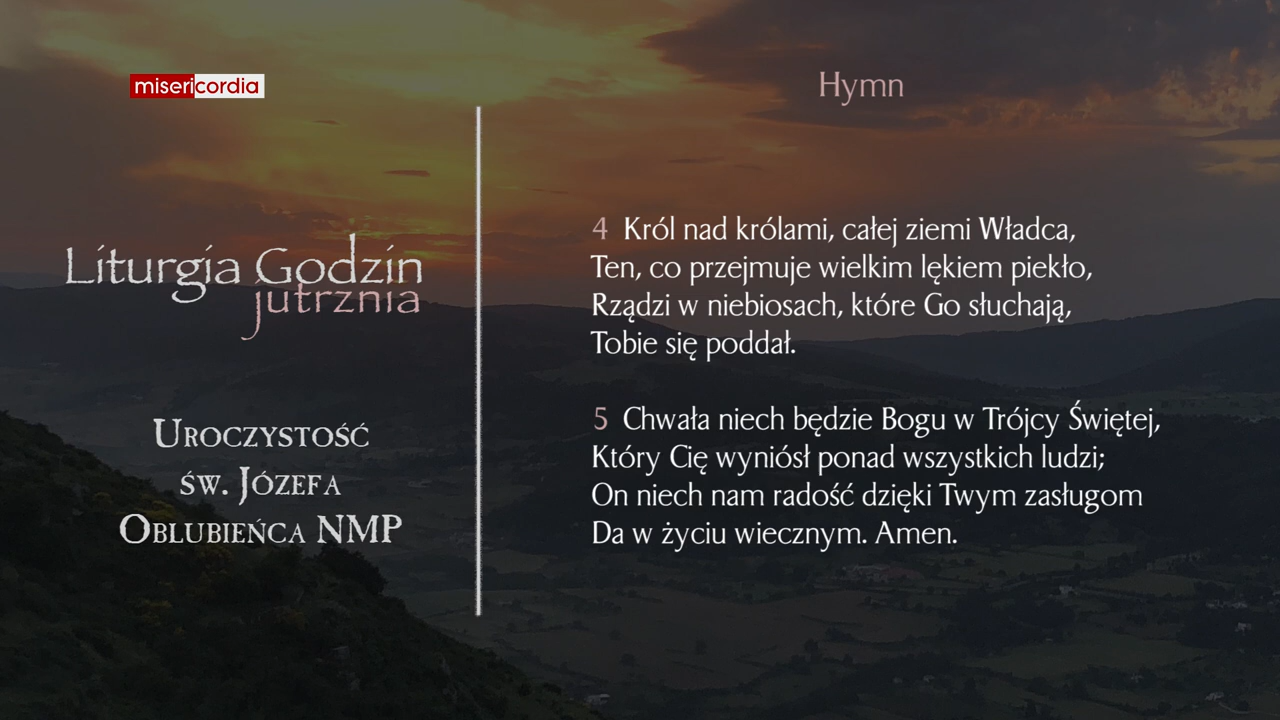 misericordia
Liturgia Godzin
jutrznia
Uroczystość
św. Józefa
Oblubieńca NMP
Hymn
4 Król nad królami, całej ziemi Władca,
Ten, co przejmuje wielkim lękiem piekło,
Rządzi w niebiosach, które Go słuchają,
Tobie się poddał.
5 Chwała niech będzie Bogu w Trójcy Świętej,
Który Cię wyniósł ponad wszystkich ludzi;
On niech nam radość dzięki Twym zasługom
Da w życiu wiecznym. Amen.